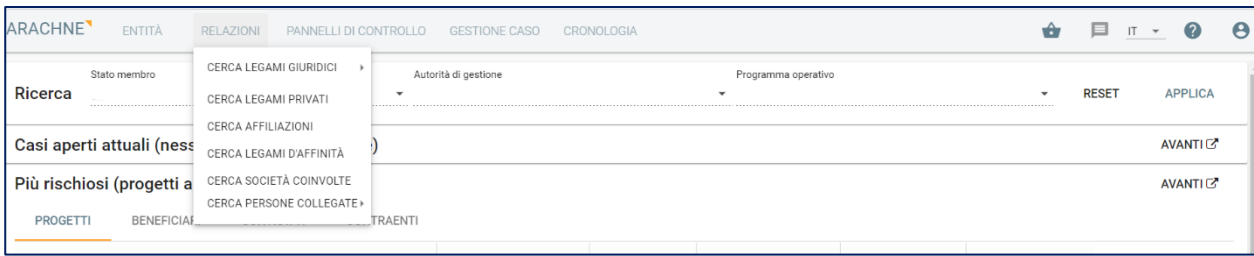 ARACHNE ENTITÀ RELAZIONI PANNELLI DI CONTROLLO GESTIONE CASO CRONOLOGIA IT
CERCA LEGAMI GIURIDICI
CERCA LEGAMI PRIVATI
CERCA AFFILIAZIONI
CERCA LEGAMI D'AFFINITÀ
CERCA SOCIETÀ COINVOLTE
CERCA PERSONE COLLEGATE
Stato membro Autorità di gestione Programma operativo
Ricerca RESET APPLICA
Casi aperti attuali AVANTI
Più rischiosi (progetti AVANTI
PROGETTI